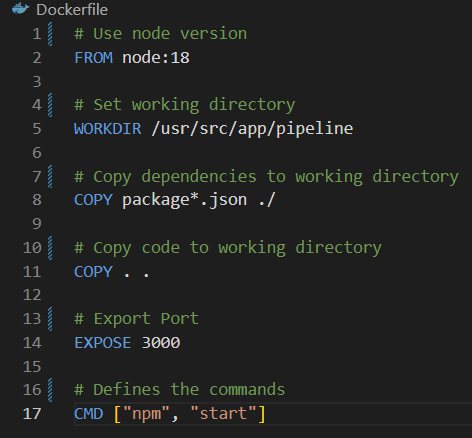 Dockerfile
1 # Use node version
2 FROM node:18
3
4 # Set working directory
5 WORKDIR /usr/src/app/pipeline
6
7 # Copy dependencies to working directory
8 COPY package*.json ./
9
10 # Copy code to working directory
11 COPY . .
12
13 # Export Port
14 EXPOSE 3000
15
16 # Defines the commands
17 CMD ["npm", "start"]